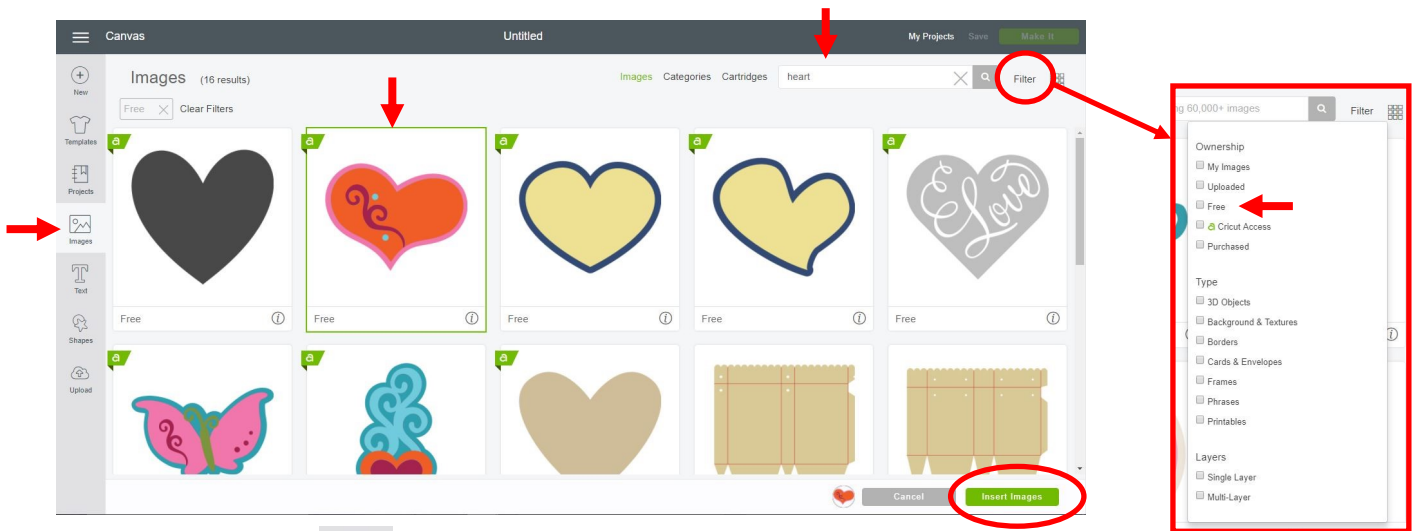 Canvas
Untitled
My Projects Save Make It
New
Templates
Projects
Images
Text
Shapes
Upload
Images (16 results)
Images Categories Cartridges
heart
Filter
Free Clear Filters
a
a
a
a
a
Love
Free
Free
Free
Free
Free
a
a
a
Cancel
Insert Images
ng 60,000+ images
Filter
Ownership
My Images
Uploaded
Free
a Cricut Access
Purchased
Type
3D Objects
Background & Textures
Borders
Cards & Envelopes
Frames
Phrases
Printables
Layers
Single Layer
Multi-Layer